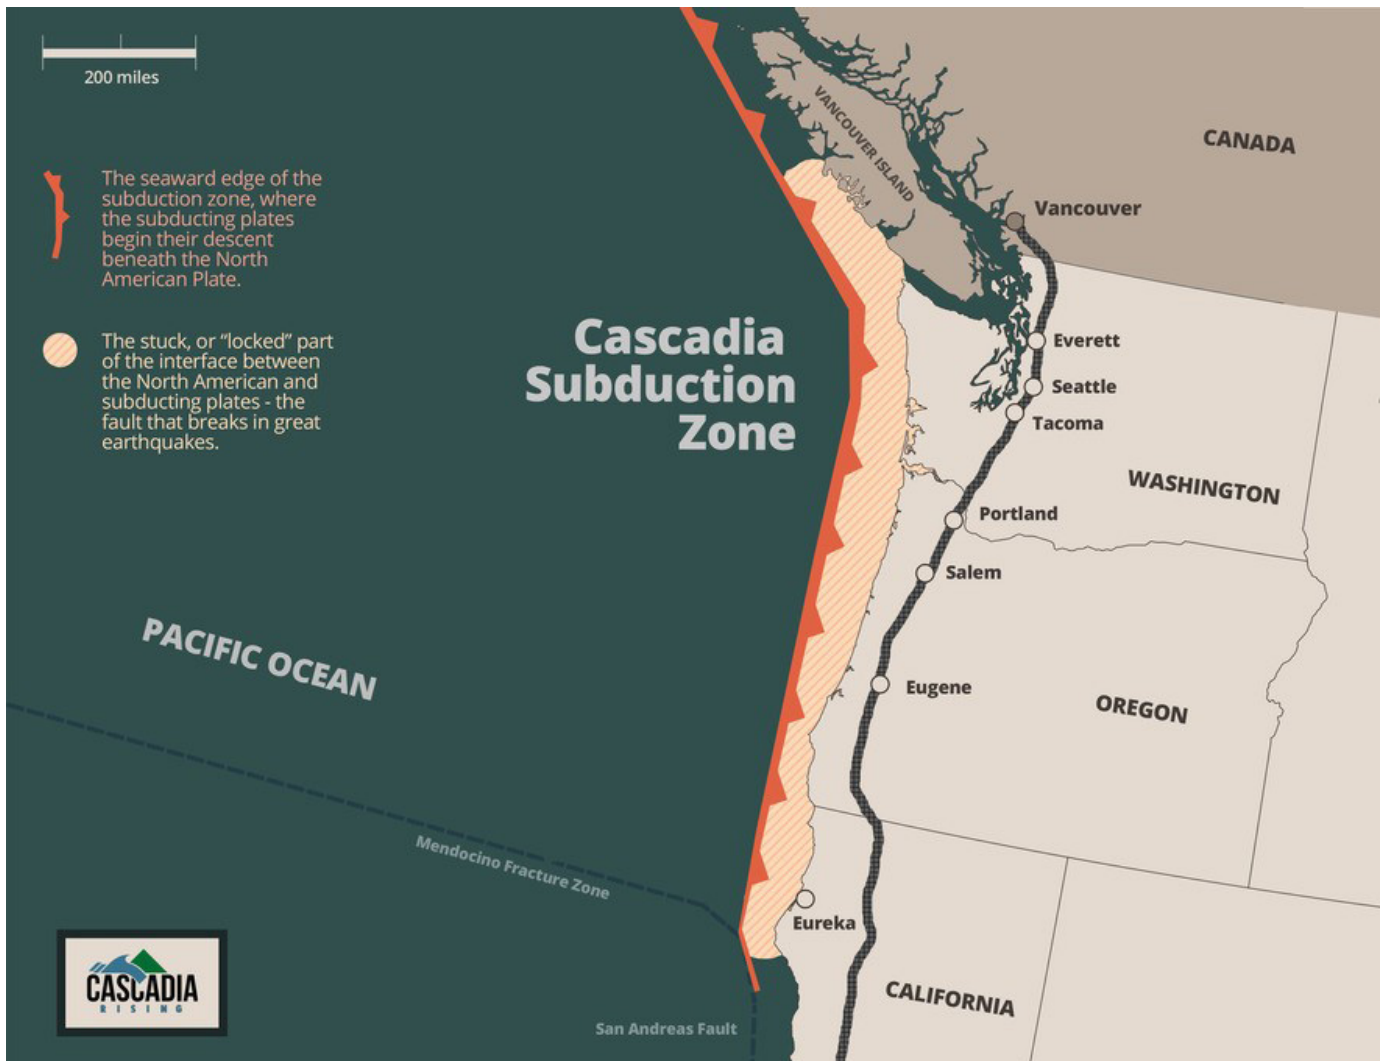 200 miles
The seaward edge of the
subduction zone, where
the subducting plates
begin their descent
beneath the North
American Plate.
The stuck, or “locked” part
of the interface between
the North American and
subducting plates - the
fault that breaks in great
earthquakes.
Cascadia
Subduction
Zone
PACIFIC OCEAN
Mendocino Fracture Zone
San Andreas Fault
VANCOUVER ISLAND
CANADA
Vancouver
Everett
Seattle
Tacoma
WASHINGTON
Portland
Salem
Eugene
OREGON
Eureka
CALIFORNIA
CASCADIA
RISING